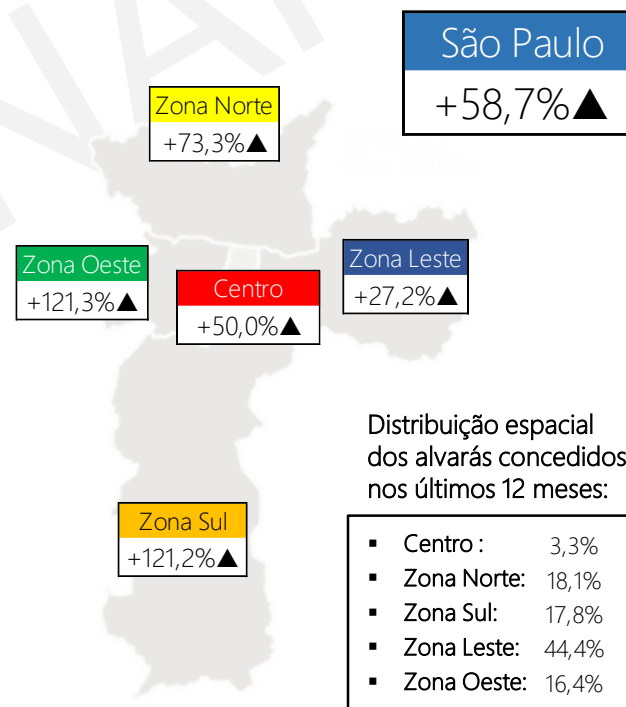 São Paulo
+58,7%▲
Zona Norte
+73,3%▲
Zona Oeste
+121,3%▲
Centro
+50,0%▲
Zona Leste
+27,2%▲
Zona Sul
+121,2%▲
Distribuição espacial
dos alvarás concedidos
nos últimos 12 meses:
▪ Centro : 3,3%
▪ Zona Norte: 18,1%
▪ Zona Sul: 17,8%
▪ Zona Leste: 44,4%
▪ Zona Oeste: 16,4%